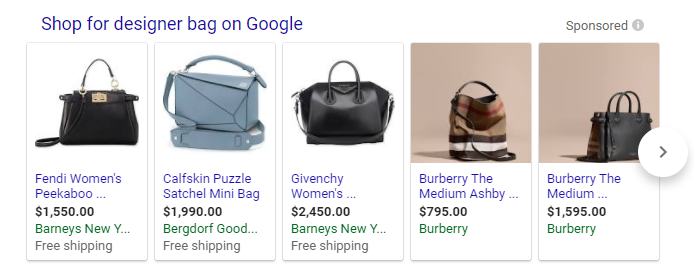 Shop for designer bag on Google
Sponsored
Fendi Women's
Peekaboo ...
$1,550.00
Barneys New Y...
Free shipping
Calfskin Puzzle
Satchel Mini Bag
$1,990.00
Bergdorf Good...
Free shipping
Givenchy
Women's ...
$2,450.00
Barneys New Y...
Free shipping
Burberry The
Medium Ashby ...
$795.00
Burberry
Burberry The
Medium ...
$1,595.00
Burberry